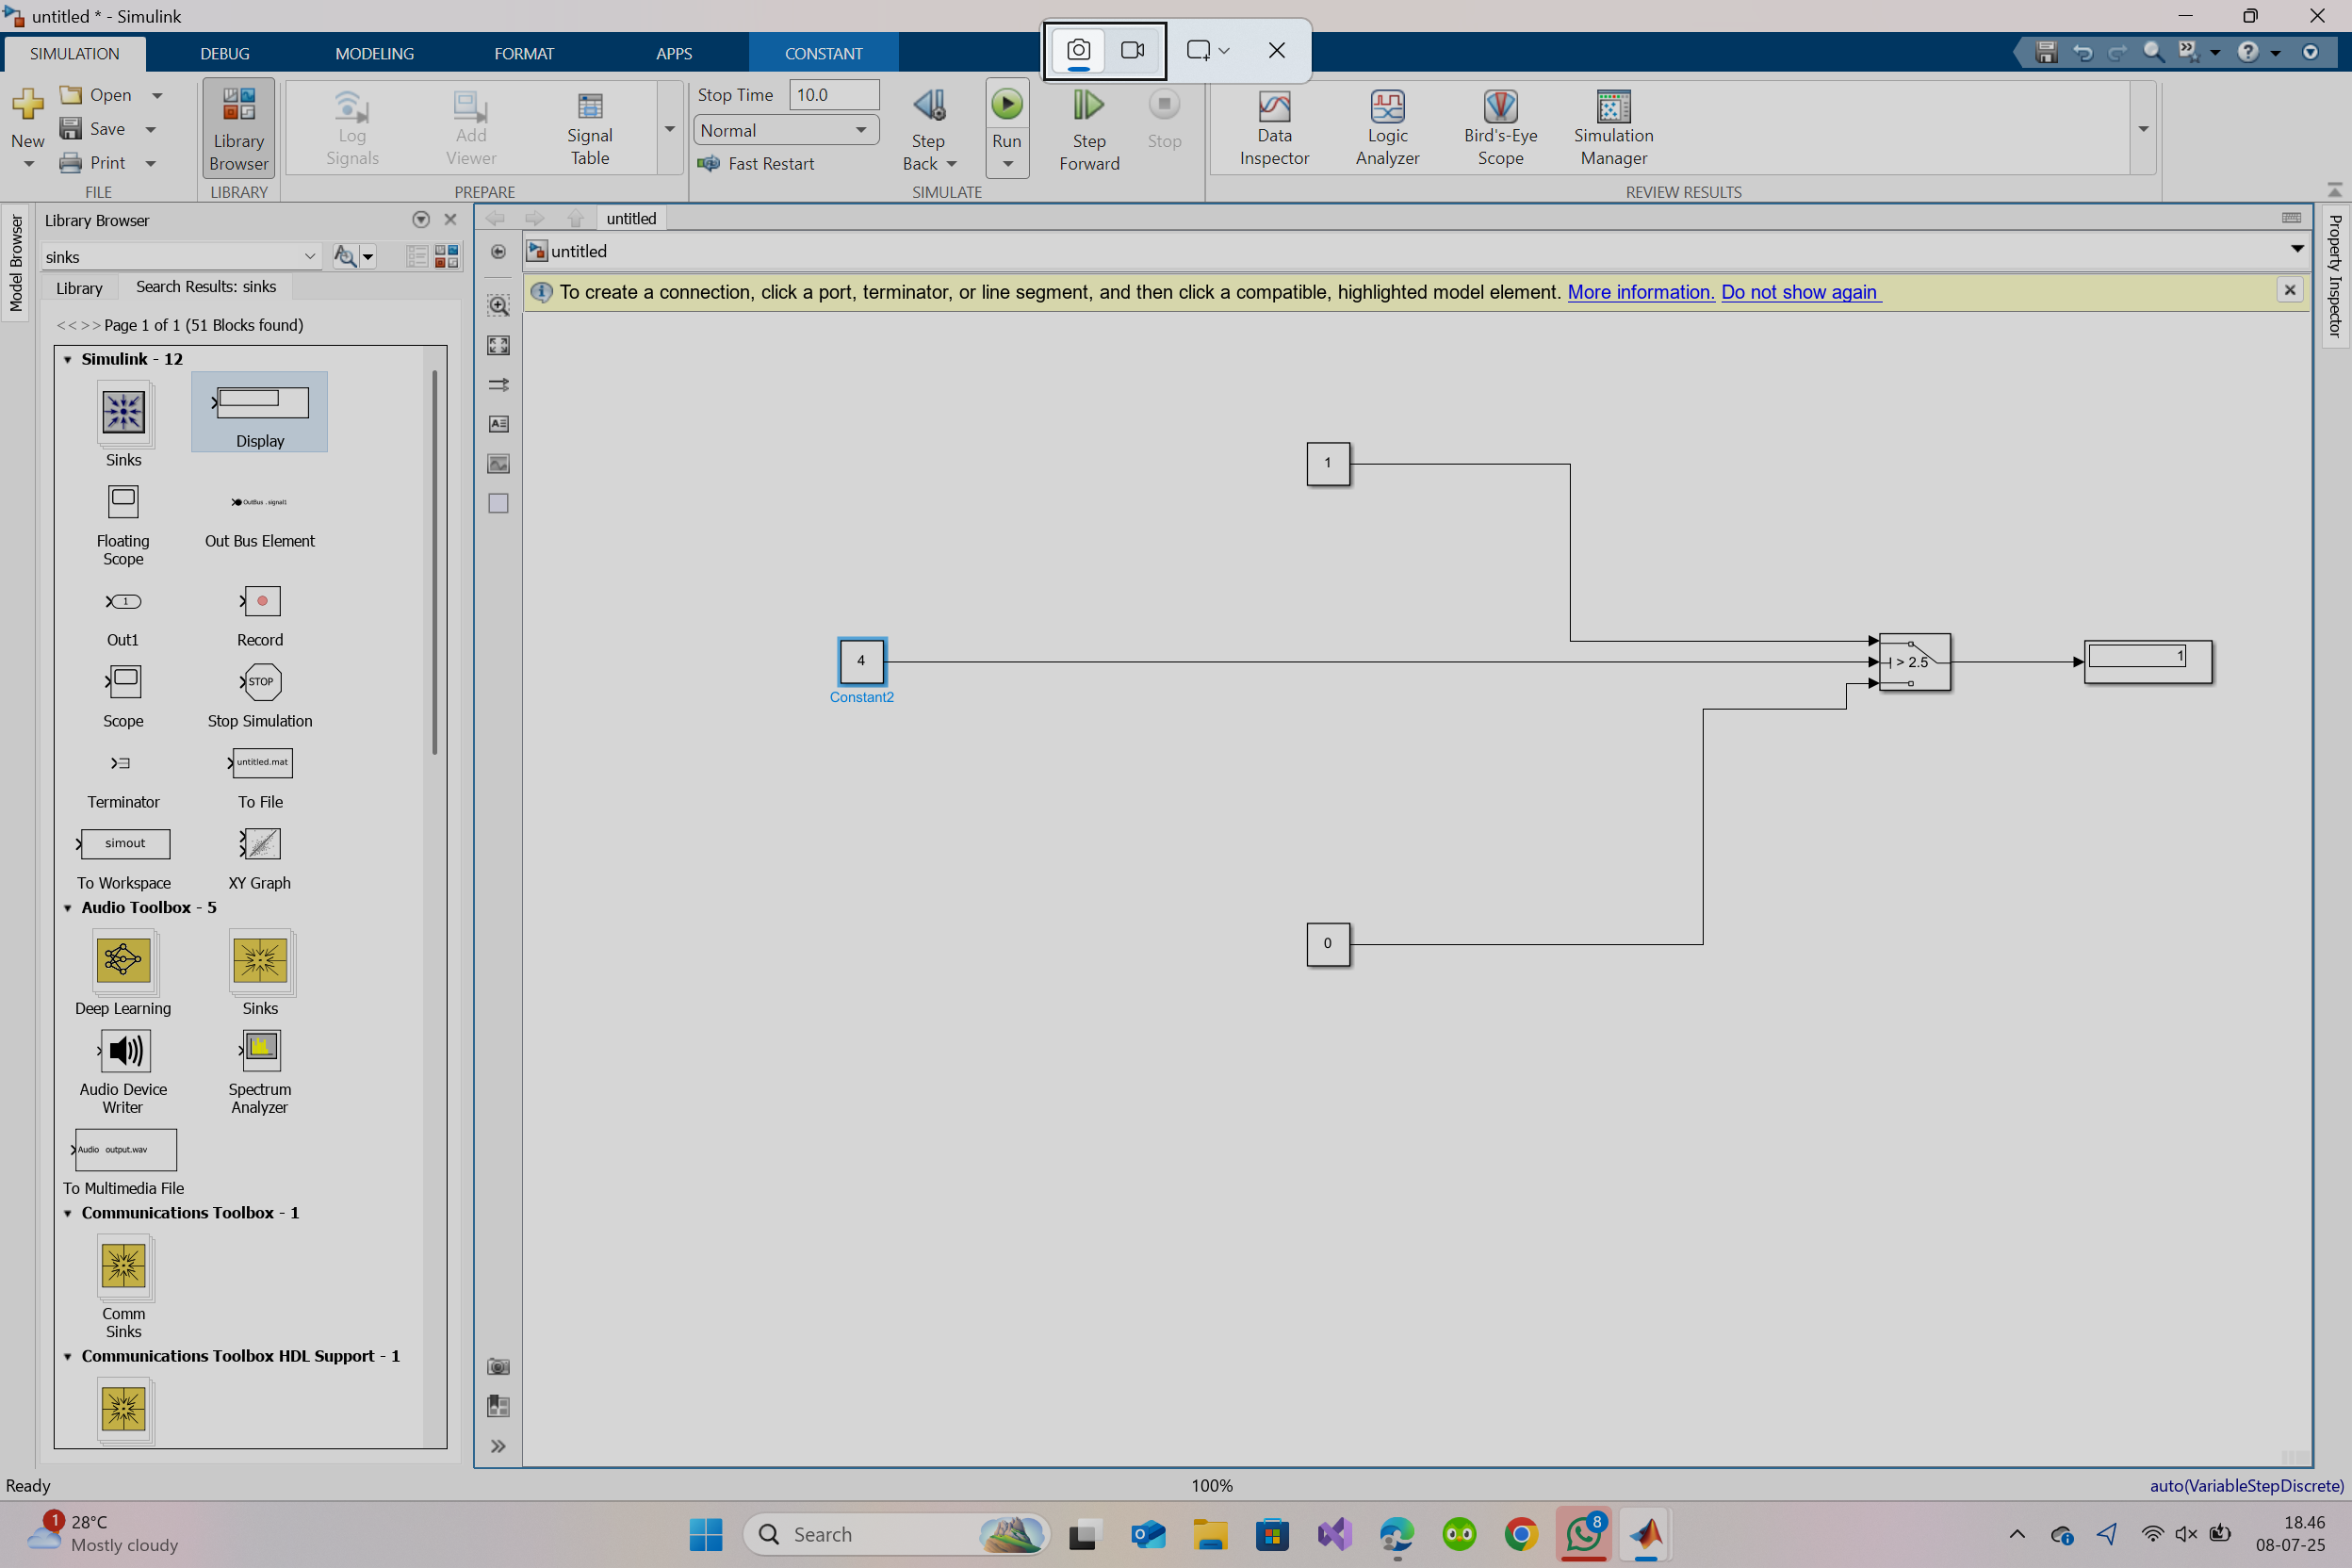 untitled * - Simulink
SIMULATION DEBUG MODELING FORMAT APPS CONSTANT
New Open Save Print
FILE
Library Browser
LIBRARY
Log Signals
Add Viewer
Signal Table
PREPARE
Stop Time 10.0
Normal
Fast Restart
Step Back
Run
Step Forward
Stop
SIMULATE
Data Inspector
Logic Analyzer
Bird's-Eye Scope
Simulation Manager
REVIEW RESULTS
Model Browser
Library Browser
sinks
Library Search Results: sinks
<< >> Page 1 of 1 (51 Blocks found)
Simulink - 12
Sinks
Display
Floating Scope
OutBus . signal1
Out Bus Element
1
Out1
Record
Scope
STOP
Stop Simulation
Terminator
untitled.mat
To File
simout
To Workspace
XY Graph
Audio Toolbox - 5
Deep Learning
Sinks
Audio Device Writer
Spectrum Analyzer
Audio output.wav
To Multimedia File
Communications Toolbox - 1
Comm Sinks
Communications Toolbox HDL Support - 1
untitled
untitled
To create a connection, click a port, terminator, or line segment, and then click a compatible, highlighted model element. More information. Do not show again
1
4
Constant2
> 2.5
1
0
Property Inspector
Ready
100%
auto(VariableStepDiscrete)
1
28°C
Mostly cloudy
Search
8
18.46
08-07-25